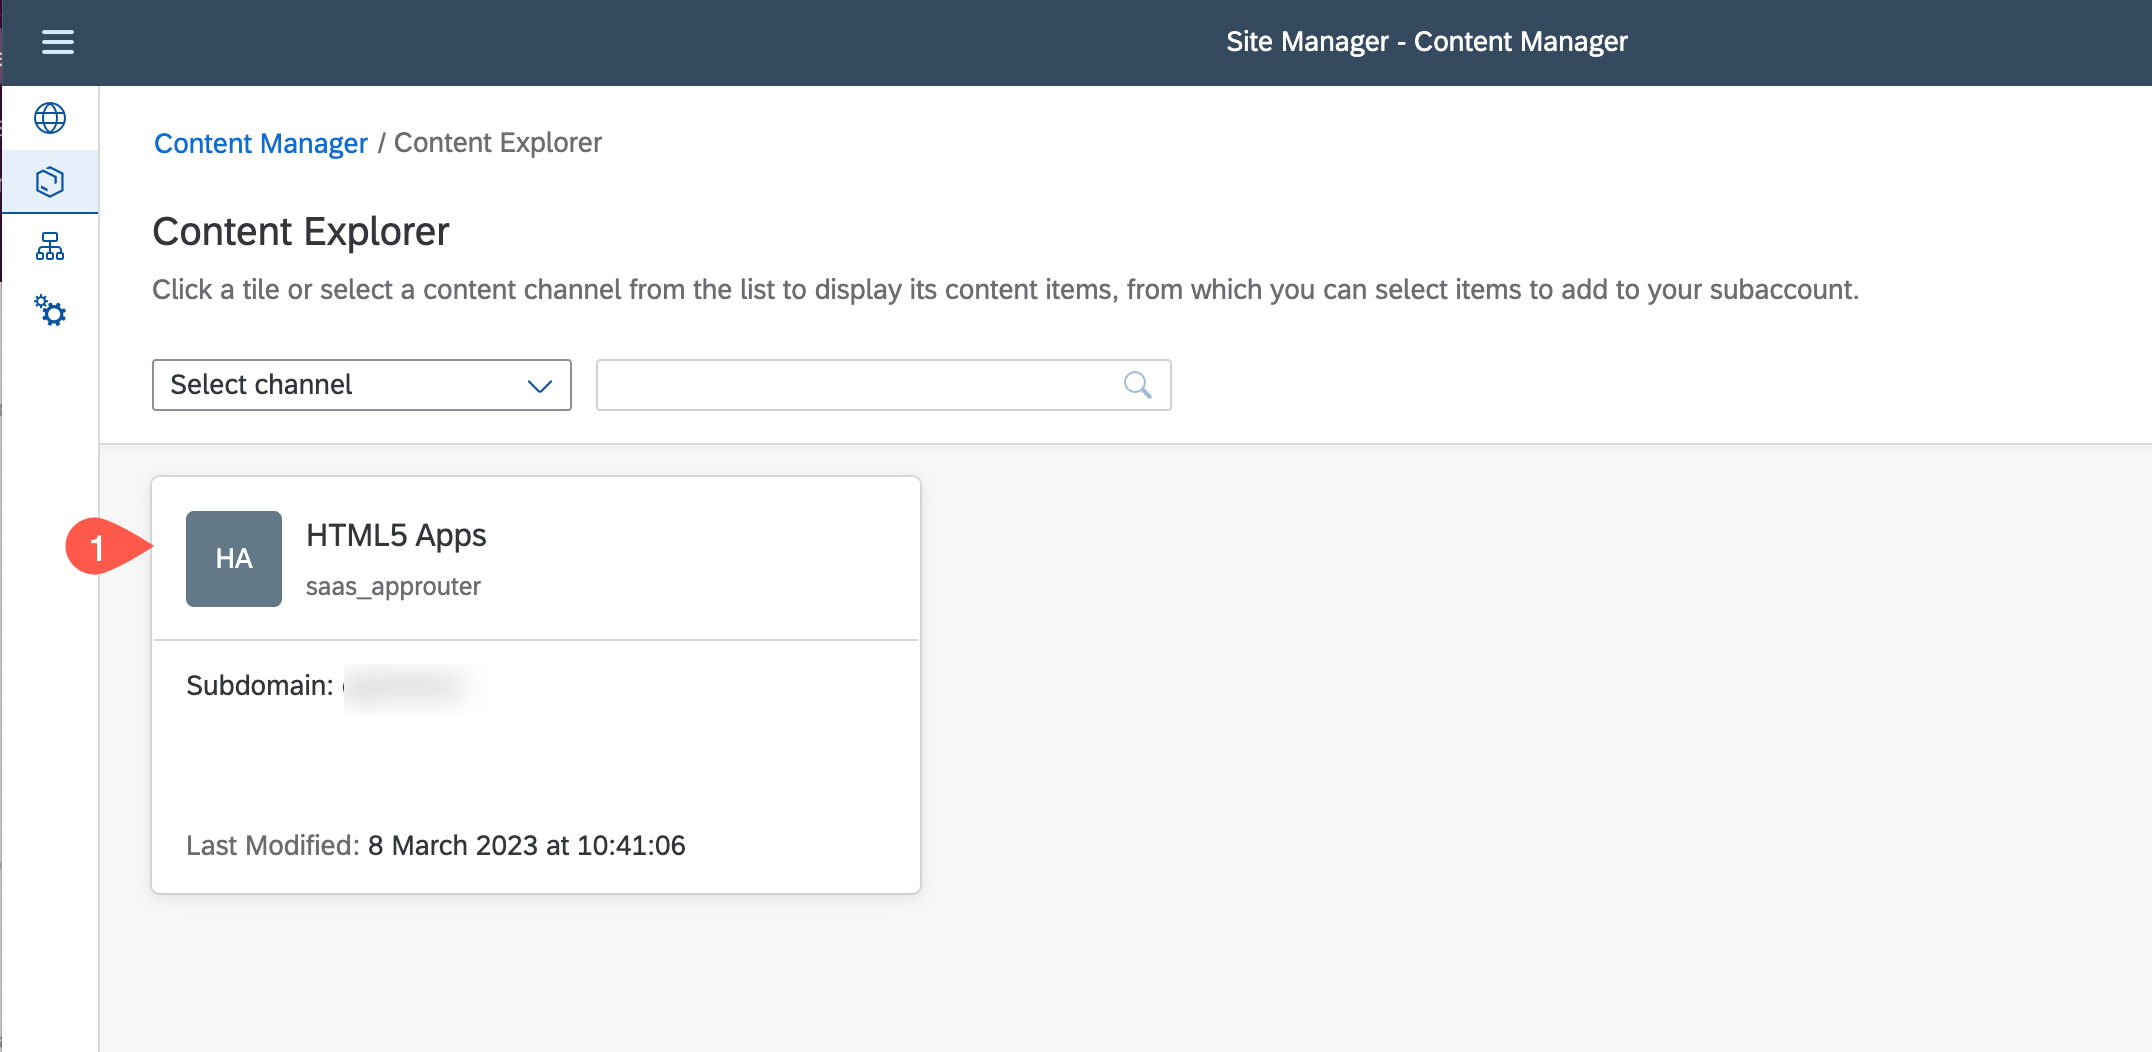 Site Manager - Content Manager
Content Manager / Content Explorer
Content Explorer
Click a tile or select a content channel from the list to display its content items, from which you can select items to add to your subaccount.
Select channel
1
HA
HTML5 Apps
saas_approuter
Subdomain:
Last Modified: 8 March 2023 at 10:41:06